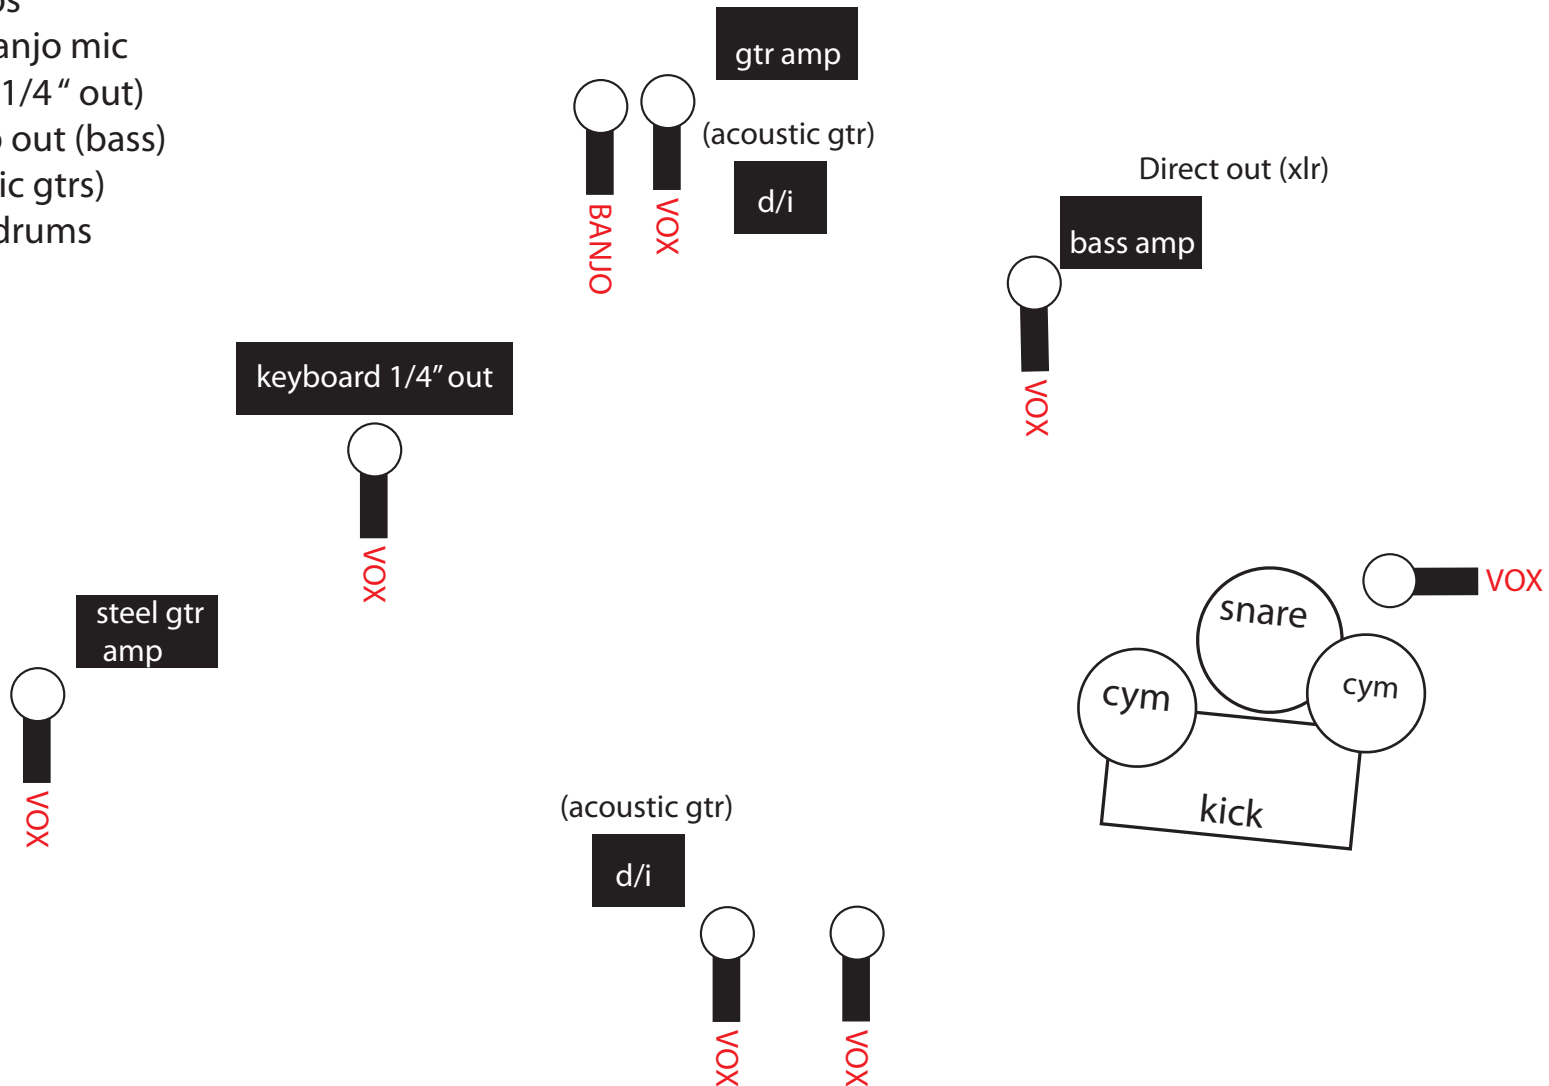 anjo mic
1/4 “ out)
out (bass)
ic gtrs)
drums
gtr amp
(acoustic gtr)
d/i
BANJO
VOX
Direct out (xlr)
bass amp
VOX
keyboard 1/4” out
VOX
steel gtr
amp
VOX
VOX
snare
cym
cym
kick
(acoustic gtr)
d/i
VOX
VOX